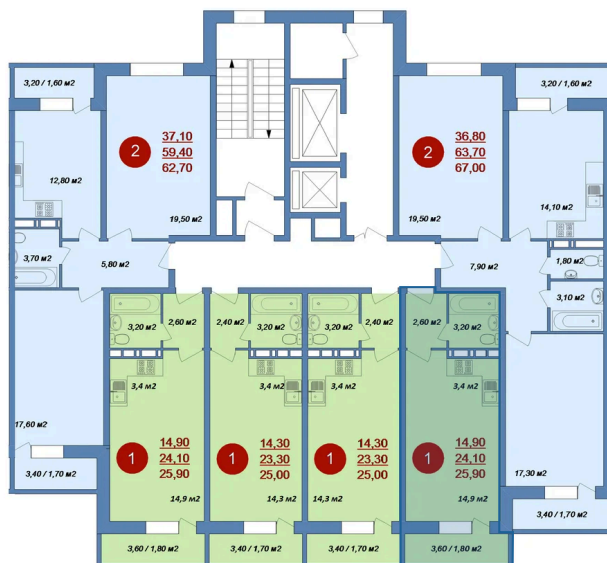 3,20 / 1,60 м2
3,20 / 1,60 м2
2
37,10
59,40
62,70
2
36,80
63,70
67,00
12,80 м2
14,10 м2
19,50 м2
19,50 м2
3,70 м2
5,80 м2
7,90 м2
1,80 м2
3,10 м2
3,20 м2
2,60 м2
2,40 м2
3,20 м2
3,20 м2
2,40 м2
2,60 м2
3,20 м2
3,4 м2
3,4 м2
3,4 м2
3,4 м2
17,60 м2
1
14,90
24,10
25,90
1
14,30
23,30
25,00
1
14,30
23,30
25,00
1
14,90
24,10
25,90
3,40 / 1,70 м2
17,30 м2
14,9 м2
14,3 м2
14,3 м2
14,9 м2
3,40 / 1,70 м2
3,60 / 1,80 м2
3,40 / 1,70 м2
3,40 / 1,70 м2
3,60 / 1,80 м2